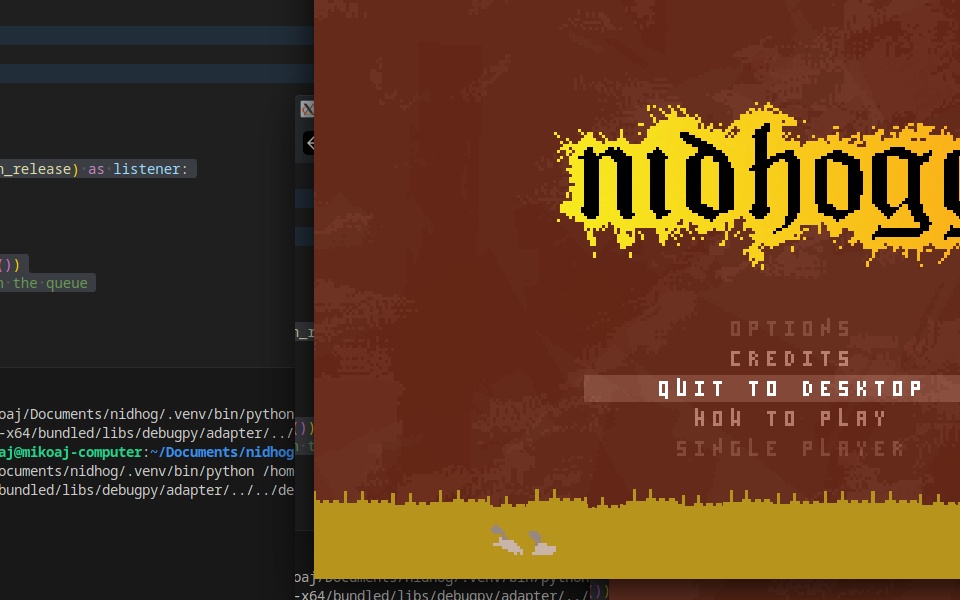 n_release) as listener:
())
n the queue
oaj/Documents/nidhog/.venv/bin/python
-x64/bundled/libs/debugpy/adapter/../
aj@mikoaj-computer:~/Documents/nidhog
ocuments/nidhog/.venv/bin/python /hom
bundled/libs/debugpy/adapter/../../de
n_r
())
n t
nidhogg
OPTIONS
CREDITS
QUIT TO DESKTOP
HOW TO PLAY
SINGLE PLAYER
oaj/Documents/nidhog/.venv/bin/python
-x64/bundled/libs/debugpy/adapter/../
())